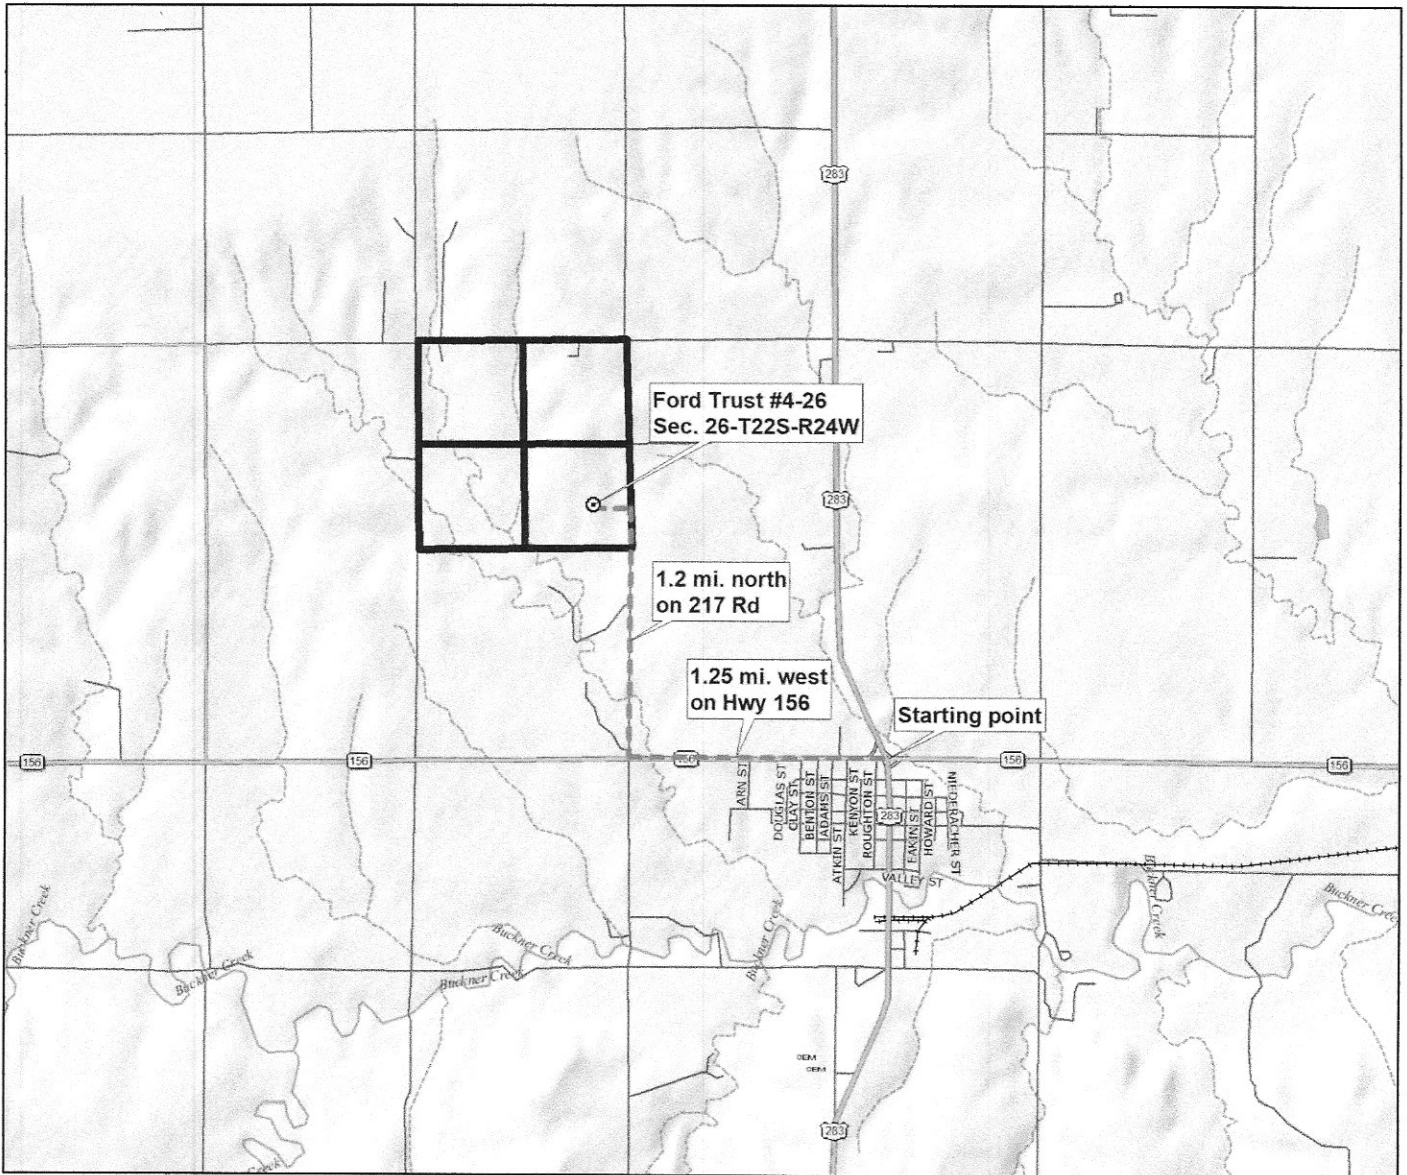 283
Ford Trust #4-26
Sec. 26-T22S-R24W
283
1.2 mi. north
on 217 Rd
1.25 mi. west
on Hwy 156
Starting point
156
156
156
156
156
ARN ST
DOUGLAS ST
CLAY ST
BENTON ST
ADAMS ST
ATKIN ST
KENYON ST
ROUGHTON ST
283
EAKIN ST
HOWARD ST
NIEDERACHER ST
VALLEY ST
Buckner Creek
Buckner Creek
Buckner Creek
Buckner Creek
Buckner Creek
Buckner Creek
Buckner Creek
CEM
CEM
283
Creek